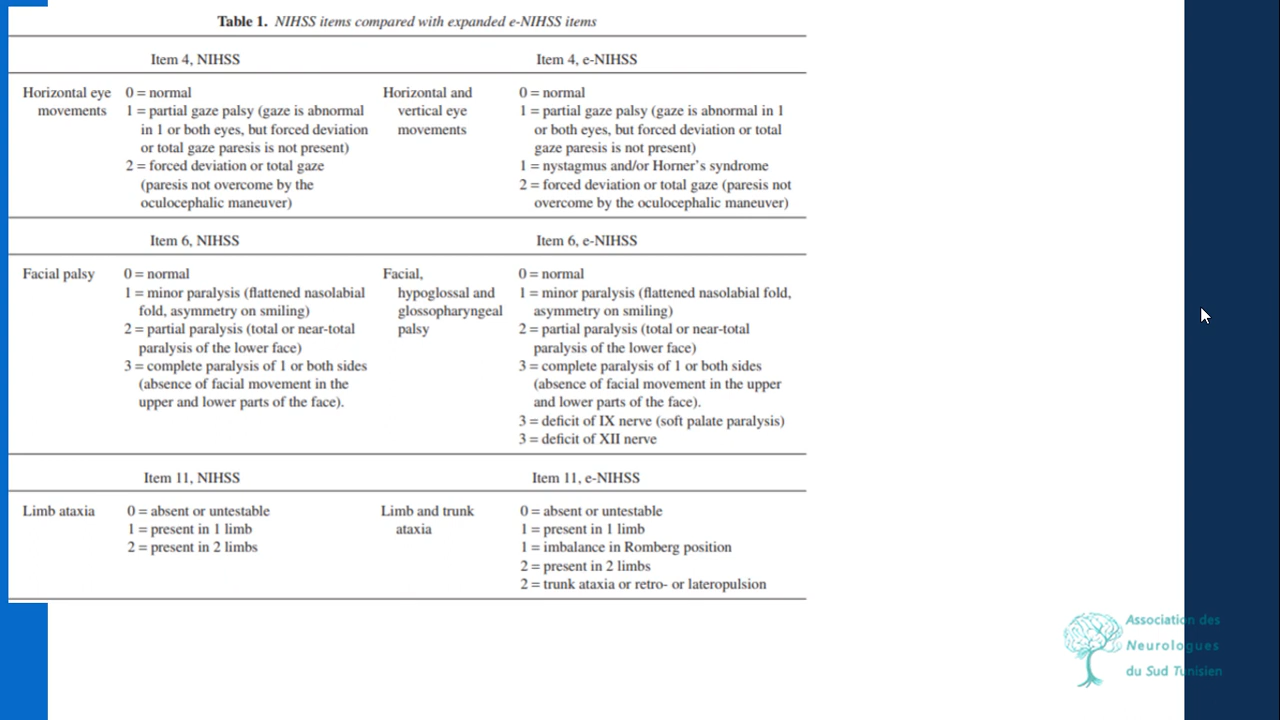 Table 1. NIHSS items compared with expanded e-NIHSS items
Item 4, NIHSS
Item 4, e-NIHSS
Horizontal eye
movements
0 = normal
1 = partial gaze palsy (gaze is abnormal
in 1 or both eyes, but forced deviation
or total gaze paresis is not present)
2 = forced deviation or total gaze
(paresis not overcome by the
oculocephalic maneuver)
Horizontal and
vertical eye
movements
0 = normal
1 = partial gaze palsy (gaze is abnormal in 1
or both eyes, but forced deviation or total
gaze paresis is not present)
1 = nystagmus and/or Horner's syndrome
2 = forced deviation or total gaze (paresis not
overcome by the oculocephalic maneuver)
Item 6, NIHSS
Item 6, e-NIHSS
Facial palsy
0 = normal
1 = minor paralysis (flattened nasolabial
fold, asymmetry on smiling)
2 = partial paralysis (total or near-total
paralysis of the lower face)
3 = complete paralysis of 1 or both sides
(absence of facial movement in the
upper and lower parts of the face).
Facial,
hypoglossal and
glossopharyngeal
palsy
0 = normal
1 = minor paralysis (flattened nasolabial fold,
asymmetry on smiling)
2 = partial paralysis (total or near-total
paralysis of the lower face)
3 = complete paralysis of 1 or both sides
(absence of facial movement in the upper
and lower parts of the face).
3 = deficit of IX nerve (soft palate paralysis)
3 = deficit of XII nerve
Item 11, NIHSS
Item 11, e-NIHSS
Limb ataxia
0 = absent or untestable
1 = present in 1 limb
2 = present in 2 limbs
Limb and trunk
ataxia
0 = absent or untestable
1 = present in 1 limb
1 = imbalance in Romberg position
2 = present in 2 limbs
2 = trunk ataxia or retro- or lateropulsion
Association des
Neurologues
du Sud Tunisien